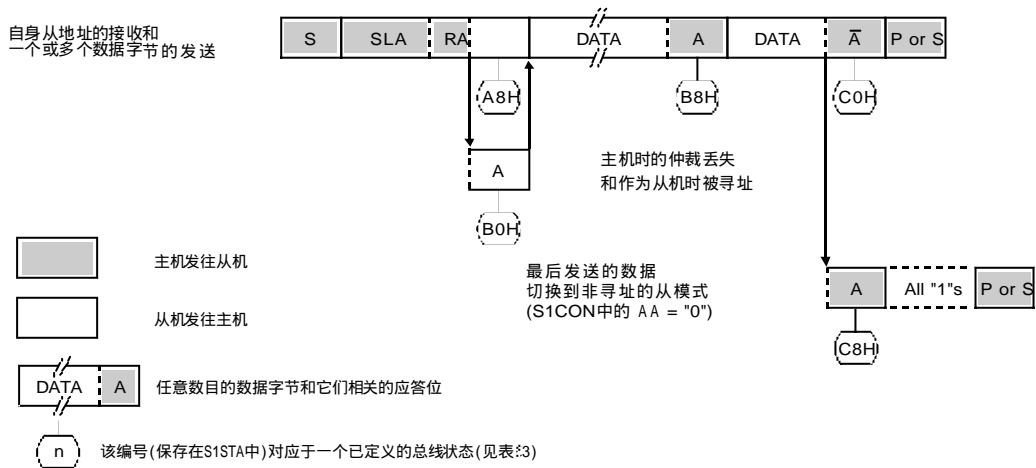 自身从地址的接收和
一个或多个数据字节的发送
S SLA RA DATA A DATA A̅ P or S
A8H B8H C0H
A
B0H
主机时的仲裁丢失
和作为从机时被寻址
最后发送的数据
切换到非寻址的从模式
(S1CON中的 AA = "0")
A All "1"s P or S
C8H
主机发往从机
从机发往主机
DATA A 任意数目的数据字节和它们相关的应答位
n 该编号(保存在S1STA中)对应于一个已定义的总线状态(见表3)